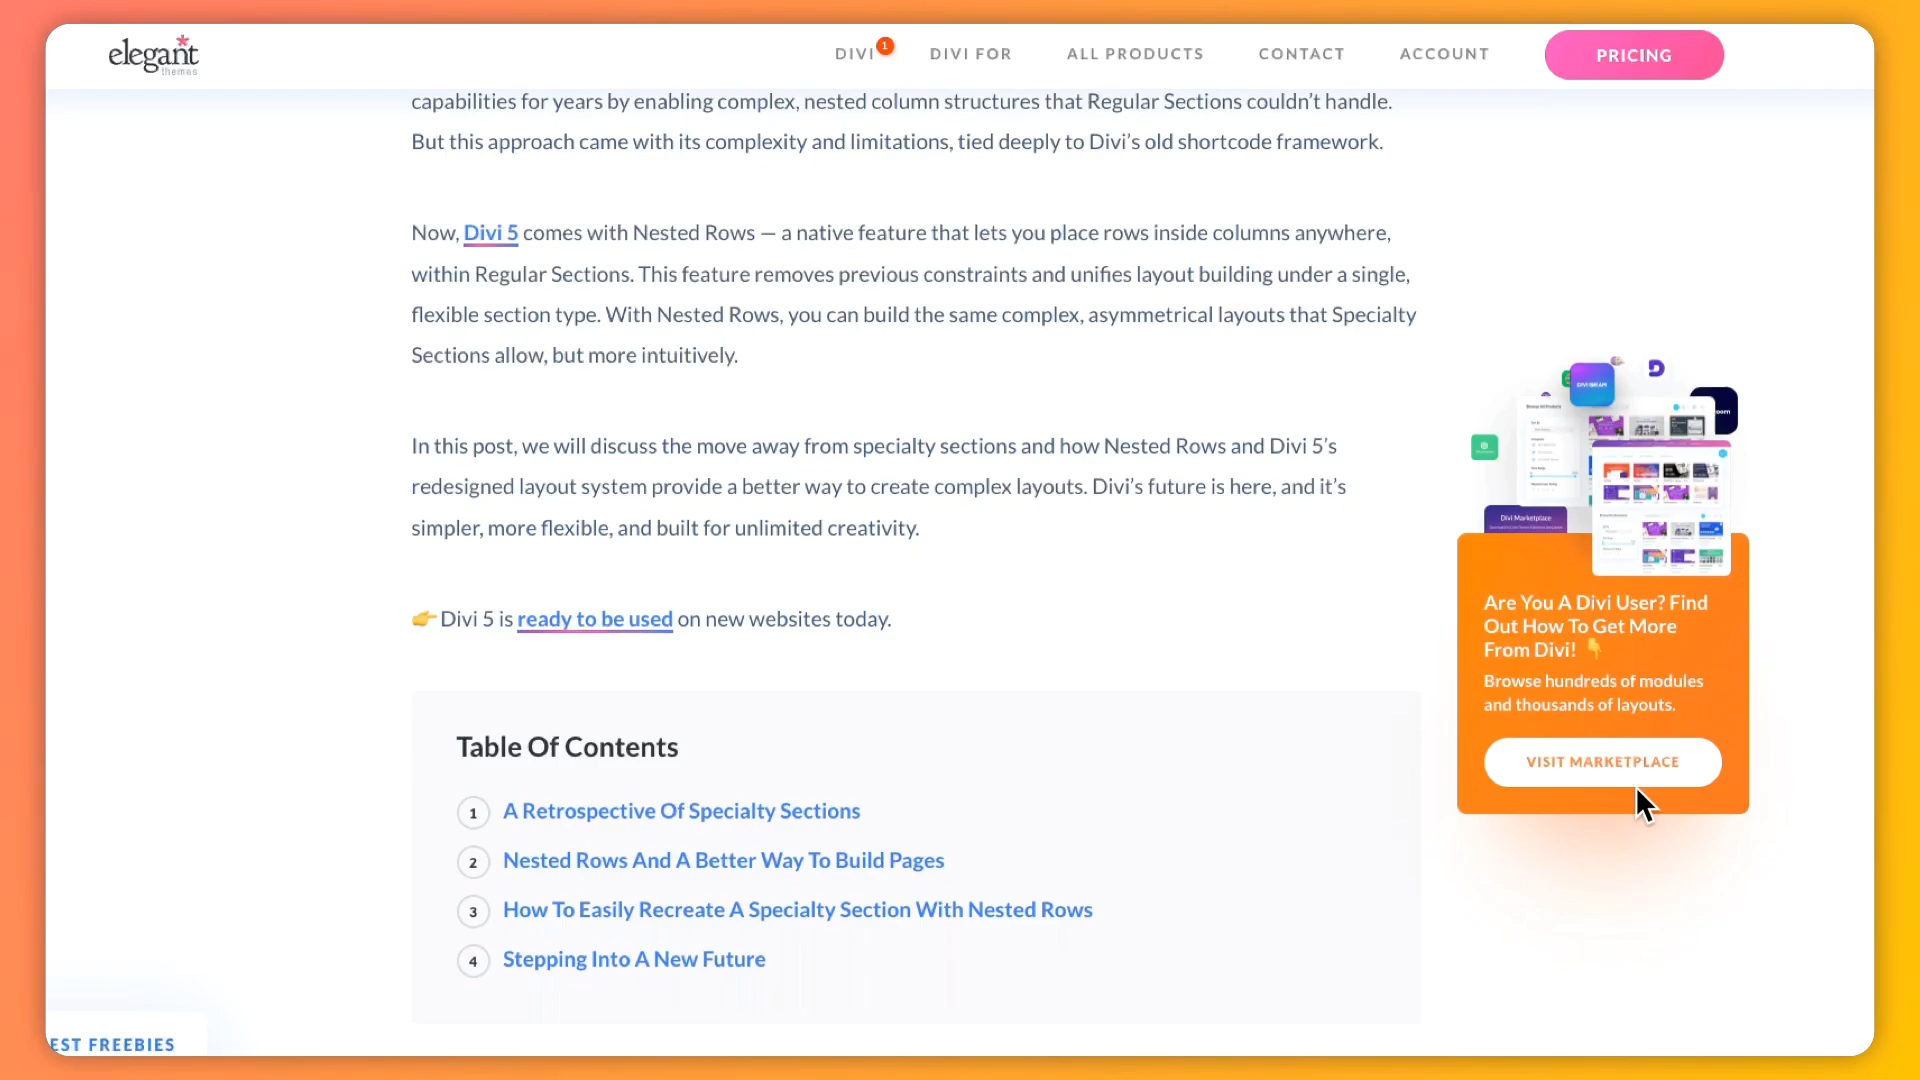 elegant
themes
DIVI 1
DIVI FOR
ALL PRODUCTS
CONTACT
ACCOUNT
PRICING
capabilities for years by enabling complex, nested column structures that Regular Sections couldn’t handle.
But this approach came with its complexity and limitations, tied deeply to Divi’s old shortcode framework.
Now, Divi 5 comes with Nested Rows — a native feature that lets you place rows inside columns anywhere,
within Regular Sections. This feature removes previous constraints and unifies layout building under a single,
flexible section type. With Nested Rows, you can build the same complex, asymmetrical layouts that Specialty
Sections allow, but more intuitively.
In this post, we will discuss the move away from specialty sections and how Nested Rows and Divi 5’s
redesigned layout system provide a better way to create complex layouts. Divi’s future is here, and it’s
simpler, more flexible, and built for unlimited creativity.
👉 Divi 5 is ready to be used on new websites today.
Table Of Contents
1 A Retrospective Of Specialty Sections
2 Nested Rows And A Better Way To Build Pages
3 How To Easily Recreate A Specialty Section With Nested Rows
4 Stepping Into A New Future
Divi Marketplace
Are You A Divi User? Find
Out How To Get More
From Divi! 👇
Browse hundreds of modules
and thousands of layouts.
VISIT MARKETPLACE
EST FREEBIES